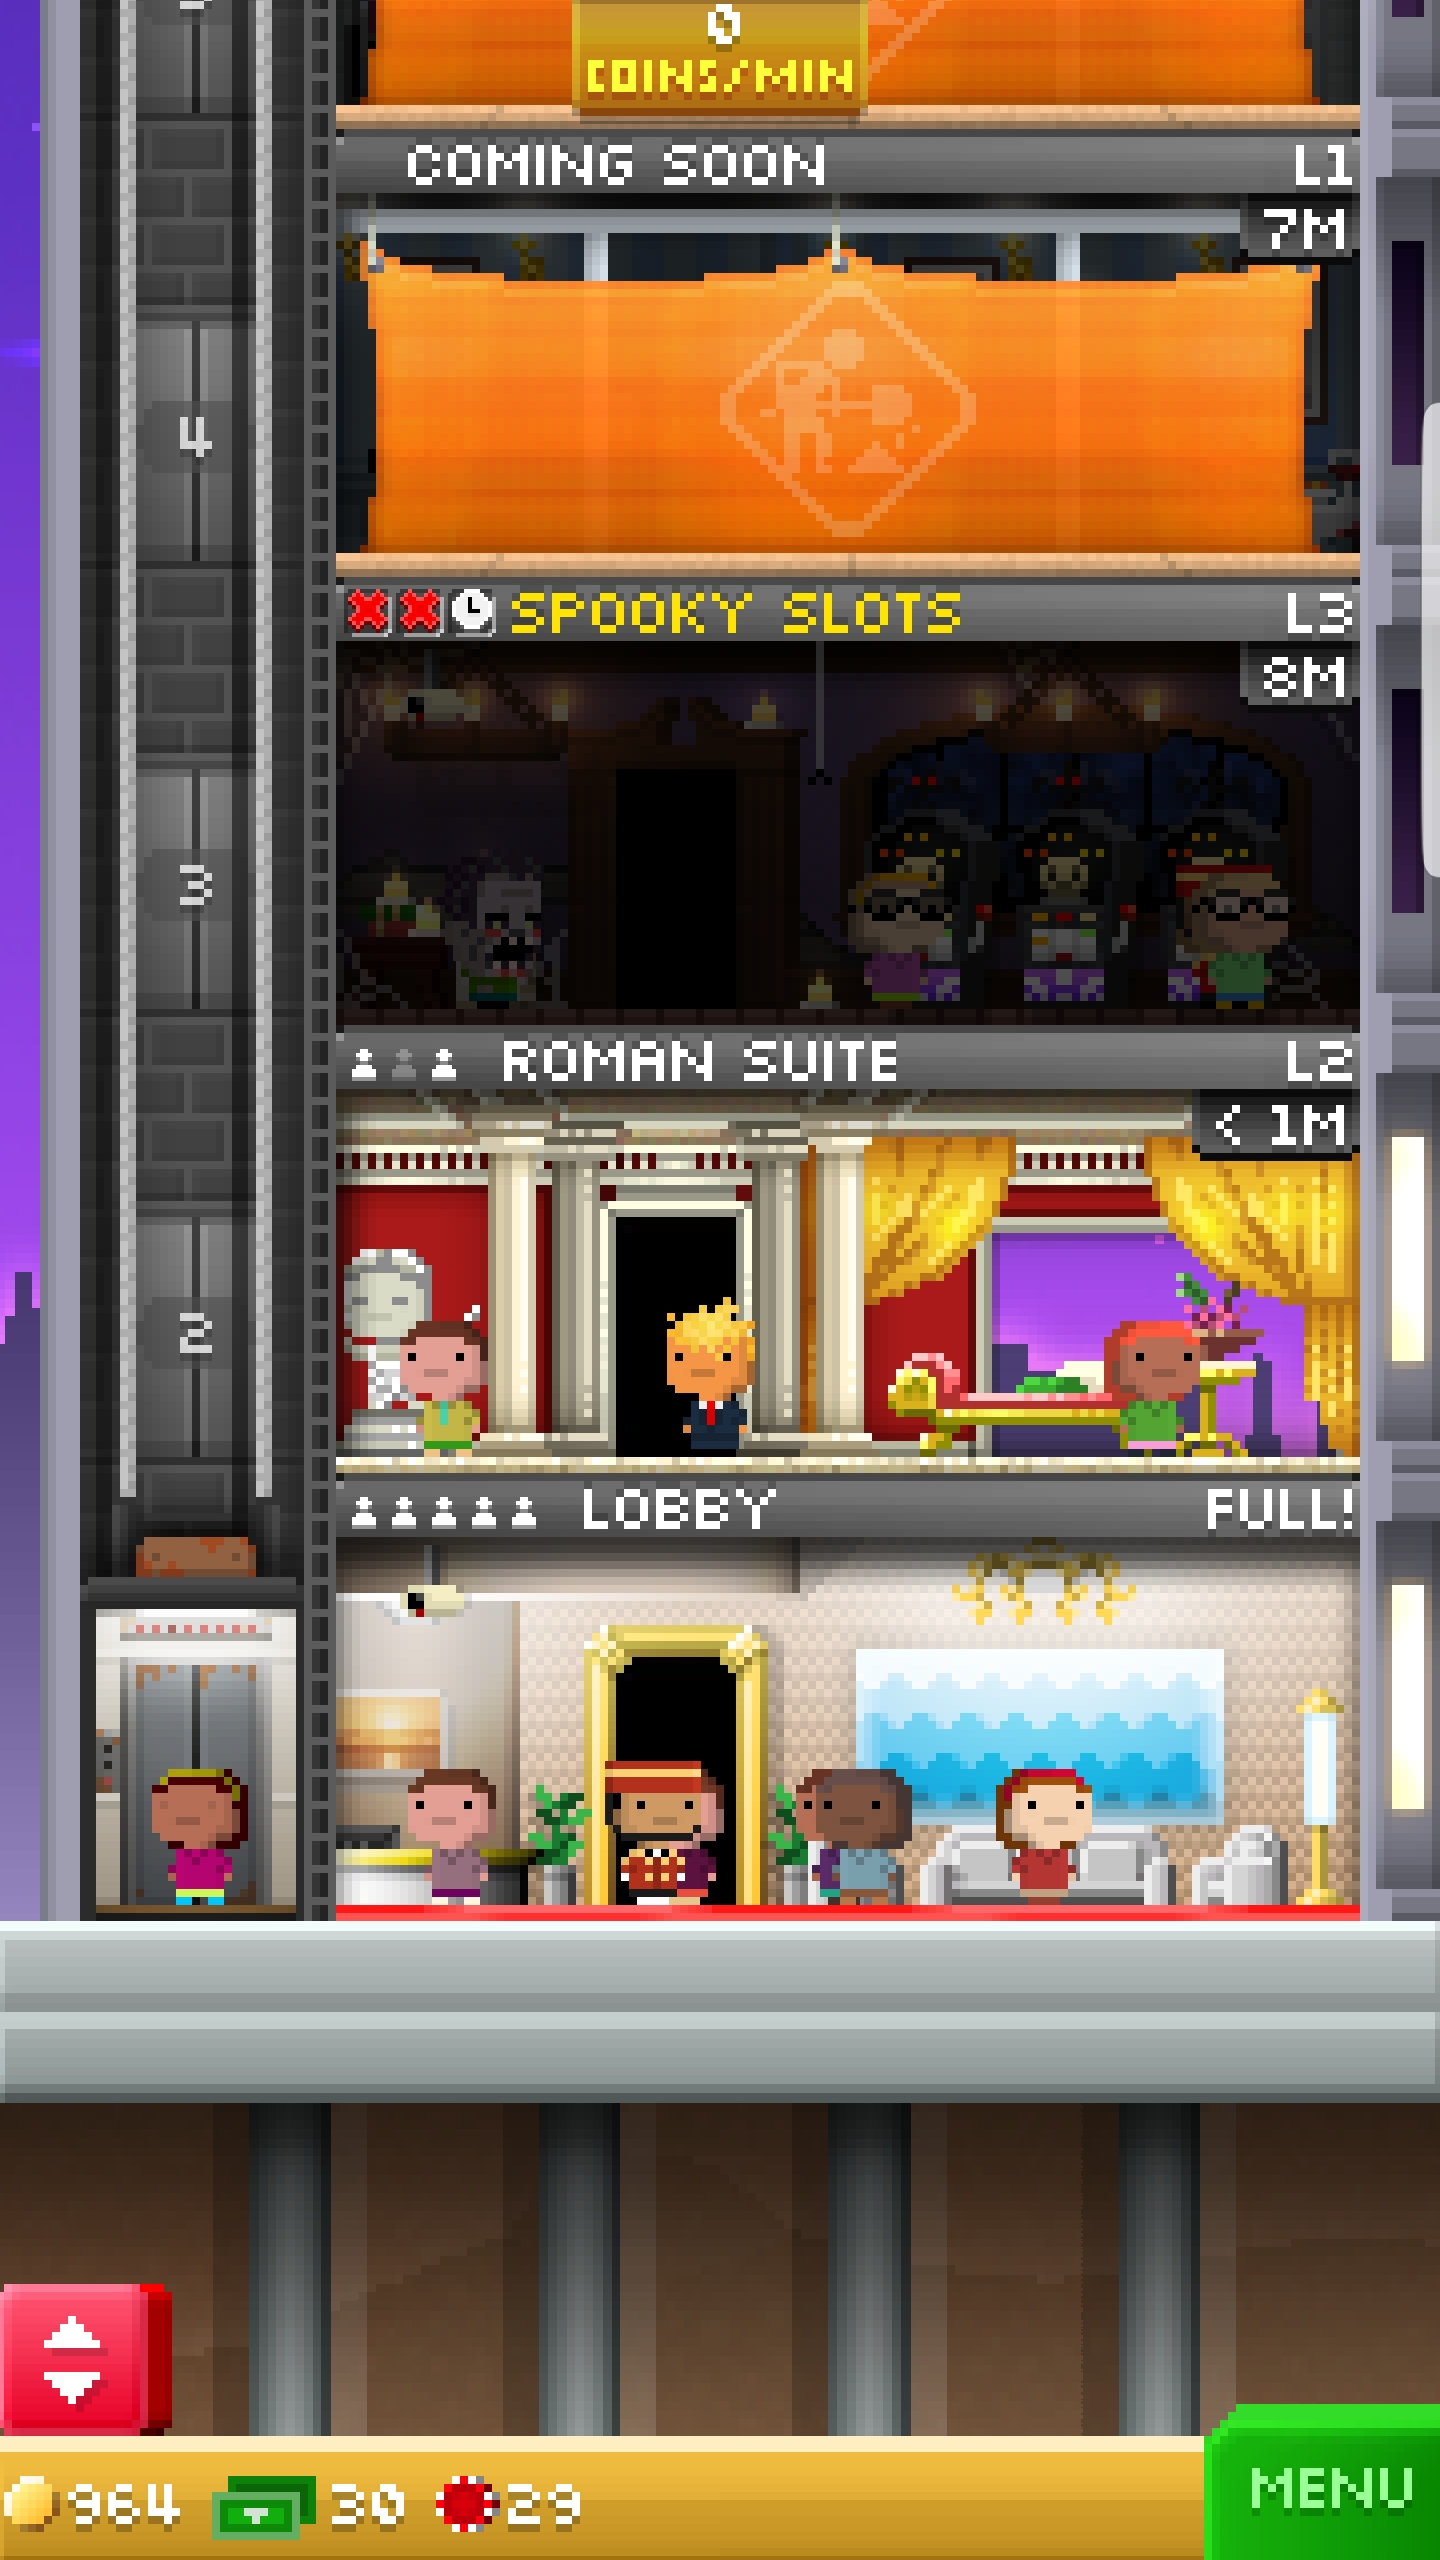 0
COINS/MIN
COMING SOON L1
7M
4
SPOOKY SLOTS L3
8M
3
ROMAN SUITE L2
< 1M
2
LOBBY FULL!
964 30 29
MENU